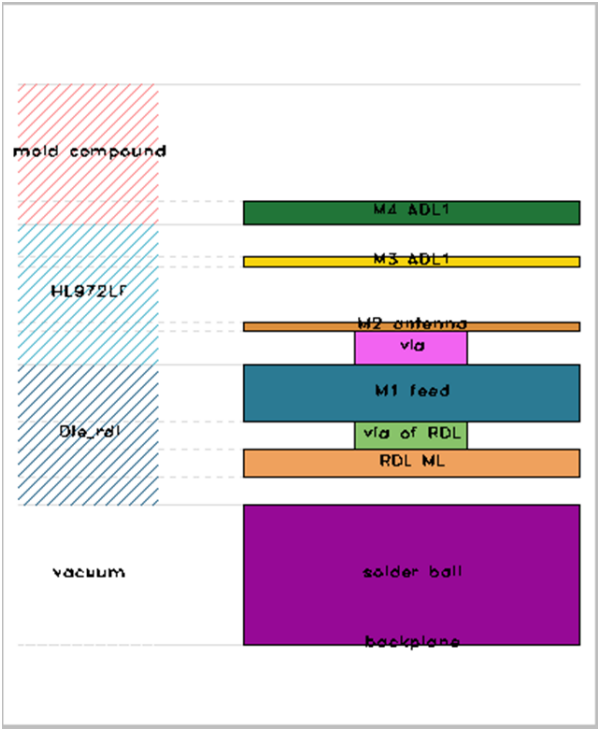 mold compound
M4 ADL1
M3 ADL1
HL972LF
M2 antenna
via
M1 feed
Die_rdl
via of RDL
RDL ML
vacuum
solder ball
backplane